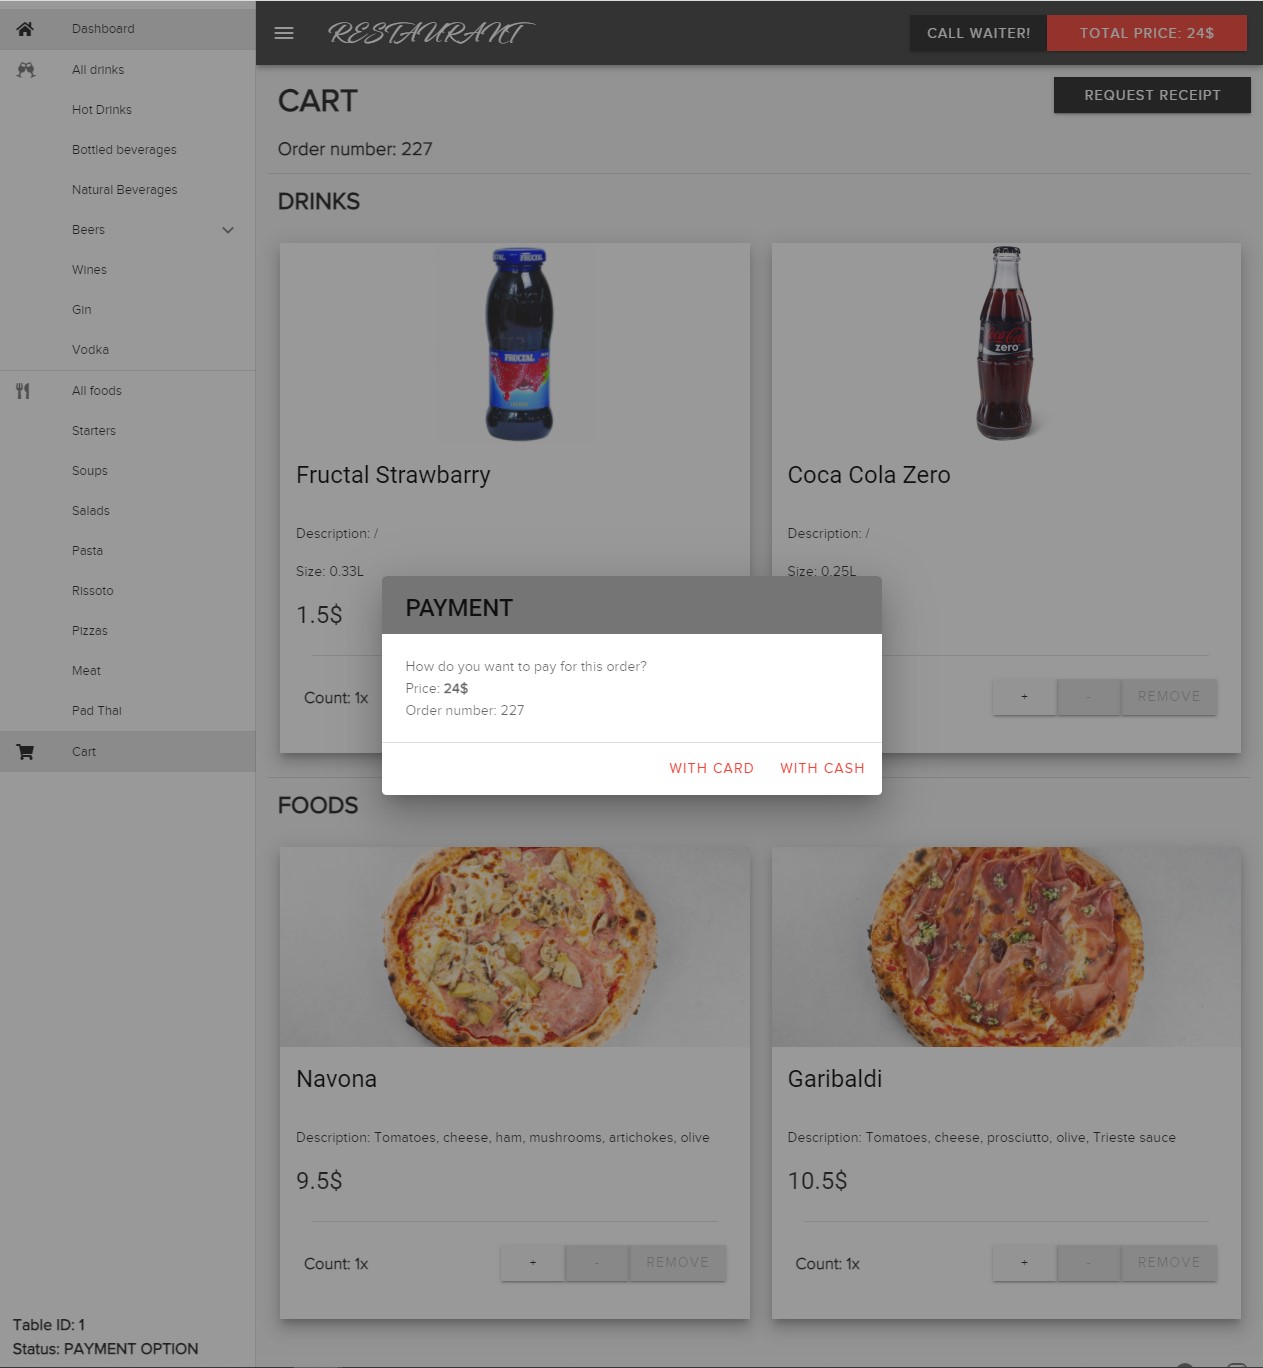 Dashboard
All drinks
Hot Drinks
Bottled beverages
Natural Beverages
Beers
Wines
Gin
Vodka
All foods
Starters
Soups
Salads
Pasta
Rissoto
Pizzas
Meat
Pad Thai
Cart
Table ID: 1
Status: PAYMENT OPTION
RESTAURANT
CALL WAITER!
TOTAL PRICE: 24$
CART
REQUEST RECEIPT
Order number: 227
DRINKS
FRUCTAL
FRUCTAL
Fructal Strawbarry
Description: /
Size: 0.33L
1.5$
Count: 1x
Coca-Cola
zero
Coca Cola Zero
Description: /
Size: 0.25L
+
-
REMOVE
PAYMENT
How do you want to pay for this order?
Price: 24$
Order number: 227
WITH CARD
WITH CASH
FOODS
Navona
Description: Tomatoes, cheese, ham, mushrooms, artichokes, olive
9.5$
Count: 1x
+
-
REMOVE
Garibaldi
Description: Tomatoes, cheese, prosciutto, olive, Trieste sauce
10.5$
Count: 1x
+
-
REMOVE